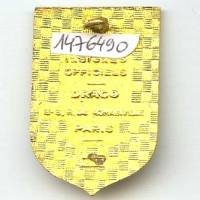 1476490
INSIGNES
OFFICIELS
DRAGO
PARIS